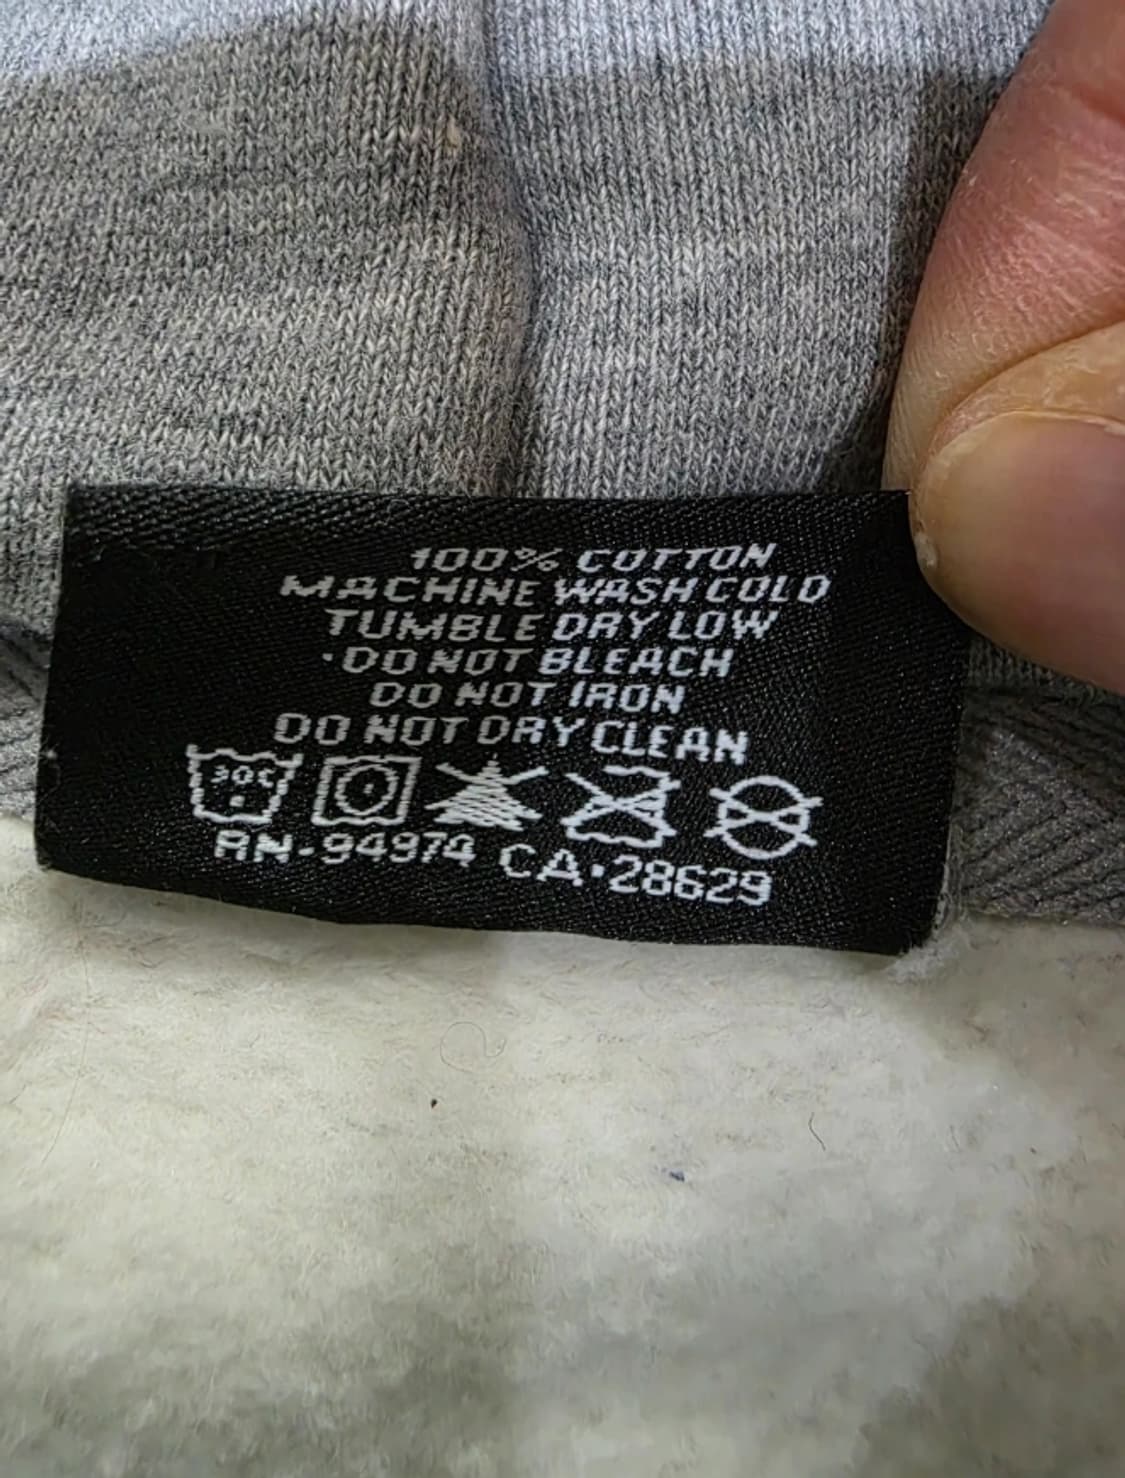 100% COTTON
MACHINE WASH COLD
TUMBLE DRY LOW
DO NOT BLEACH
DO NOT IRON
DO NOT DRY CLEAN
30C
RN-94974 CA•28629